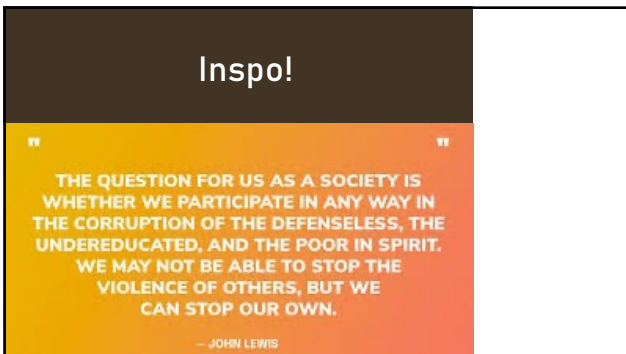 Inspo!
" "
THE QUESTION FOR US AS A SOCIETY IS
WHETHER WE PARTICIPATE IN ANY WAY IN
THE CORRUPTION OF THE DEFENSELESS, THE
UNDEREDUCATED, AND THE POOR IN SPIRIT.
WE MAY NOT BE ABLE TO STOP THE
VIOLENCE OF OTHERS, BUT WE
CAN STOP OUR OWN.
– JOHN LEWIS